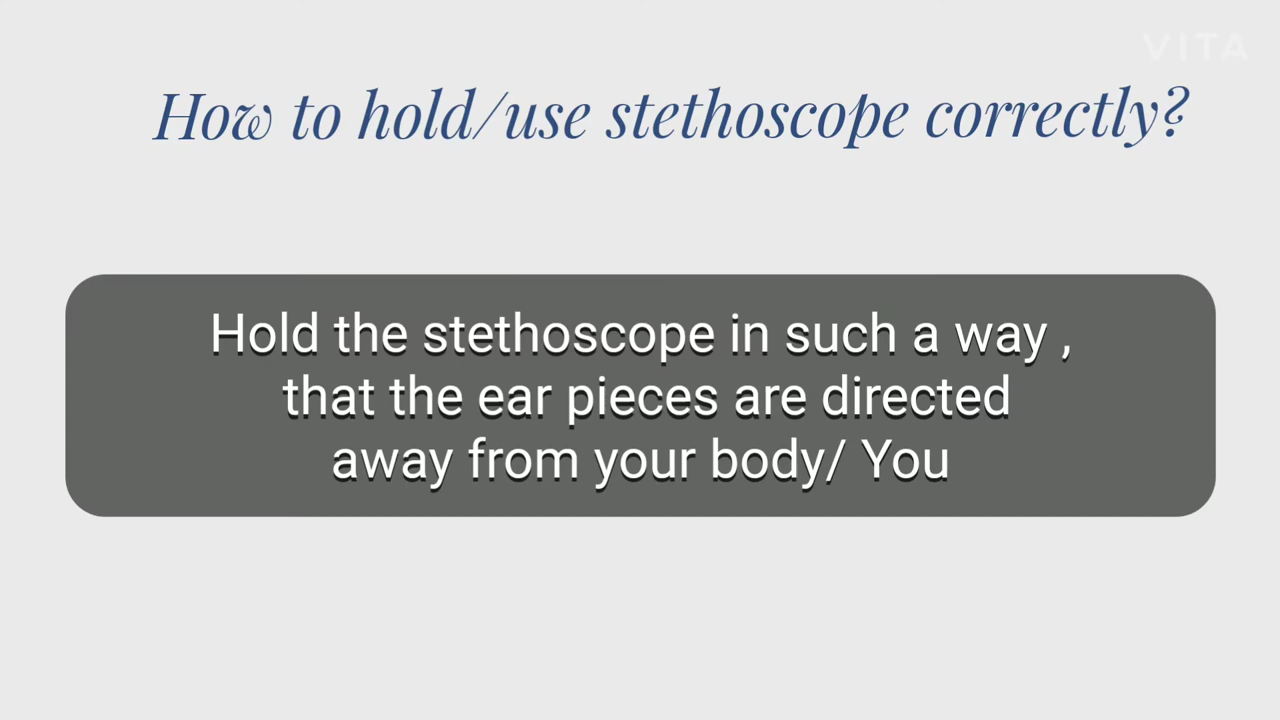 VITA
How to hold/use stethoscope correctly?
Hold the stethoscope in such a way ,
that the ear pieces are directed
away from your body/ You